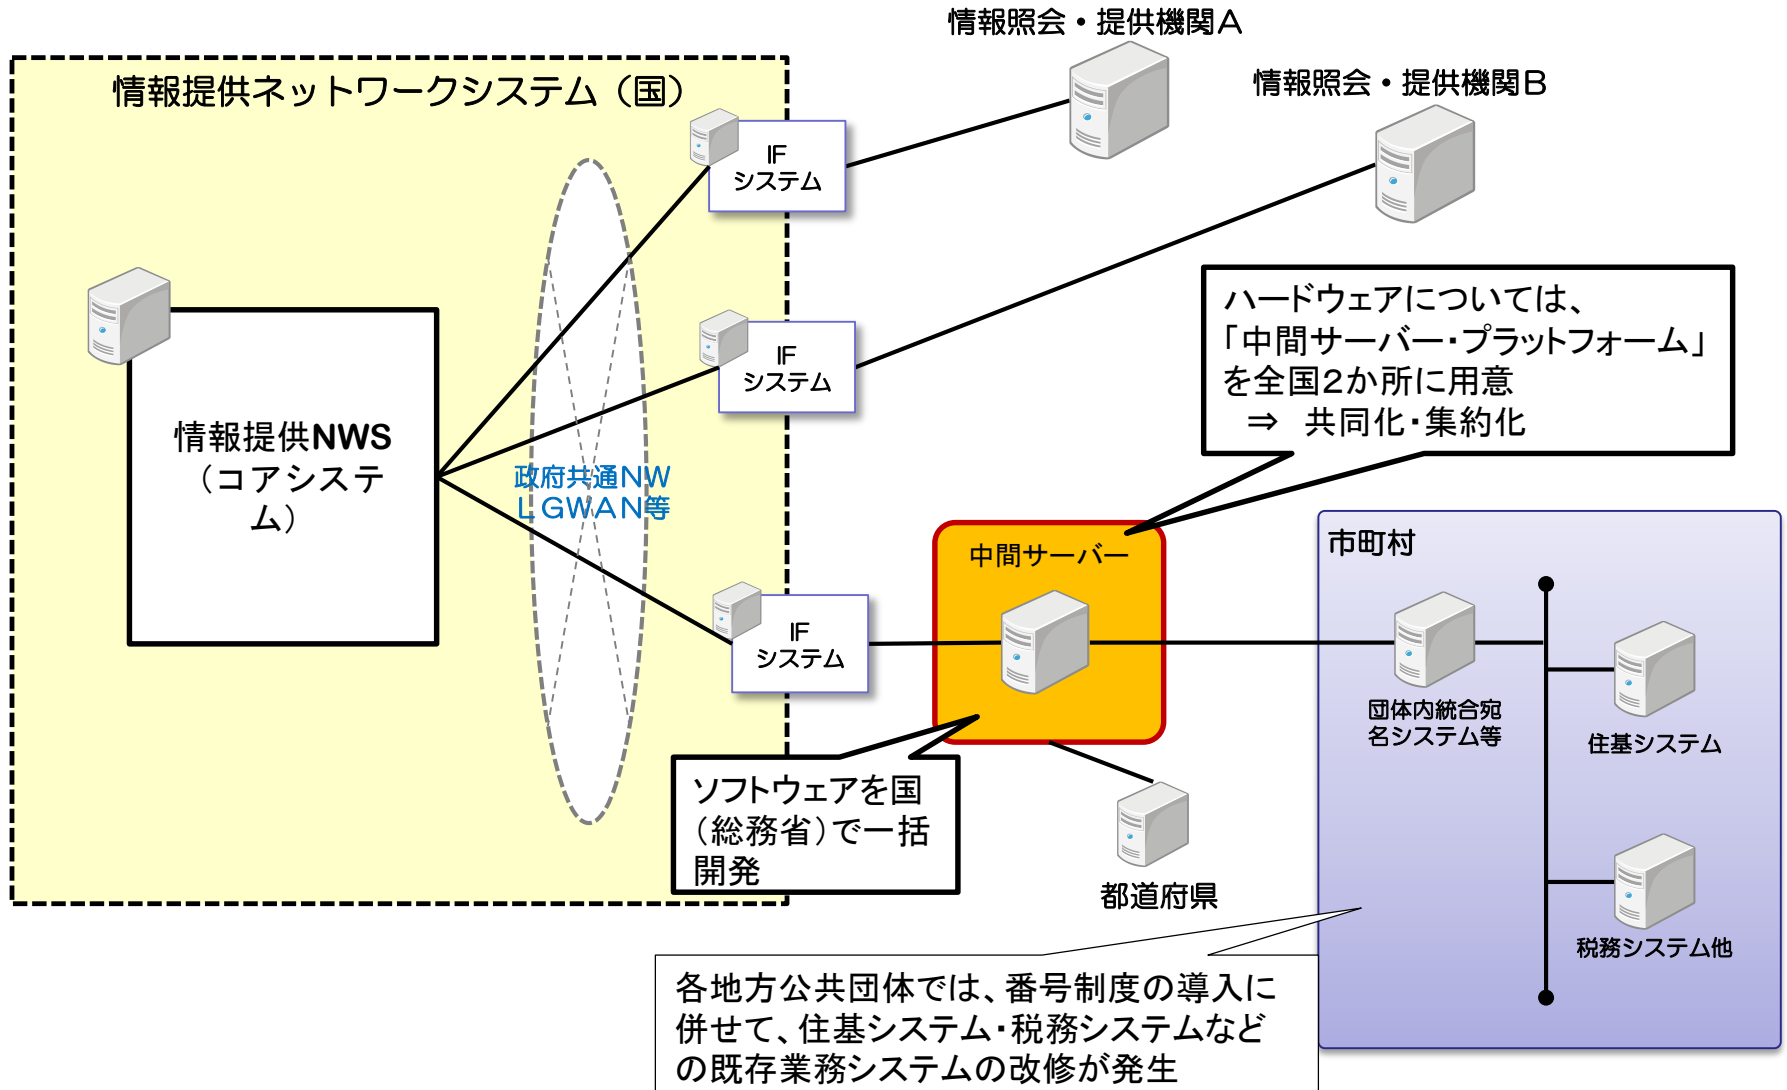 情報照会・提供機関A
情報提供ネットワークシステム（国）
情報照会・提供機関B
IF
システム
ハードウェアについては、
「中間サーバー・プラットフォーム」
を全国２か所に用意
⇒　共同化・集約化
IF
システム
情報提供NWS
（コアシステ
ム）
政府共通NW
ＬGWAN等
中間サーバー
市町村
IF
システム
団体内統合宛
名システム等
住基システム
ソフトウェアを国
（総務省）で一括
開発
都道府県
税務システム他
各地方公共団体では、番号制度の導入に
併せて、住基システム・税務システムなど
の既存業務システムの改修が発生